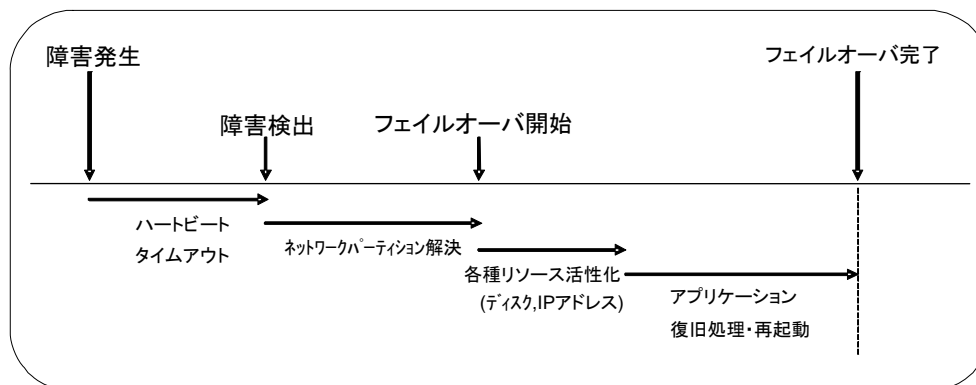 障害発生
フェイルオーバ完了
障害検出
フェイルオーバ開始
ハートビート
タイムアウト
ﾈｯﾄﾜｰｸﾊﾟｰﾃｨｼｮﾝ解決
各種リソース活性化
(ﾃﾞｨｽｸ,IPアドレス)
アプリケーション
復旧処理・再起動